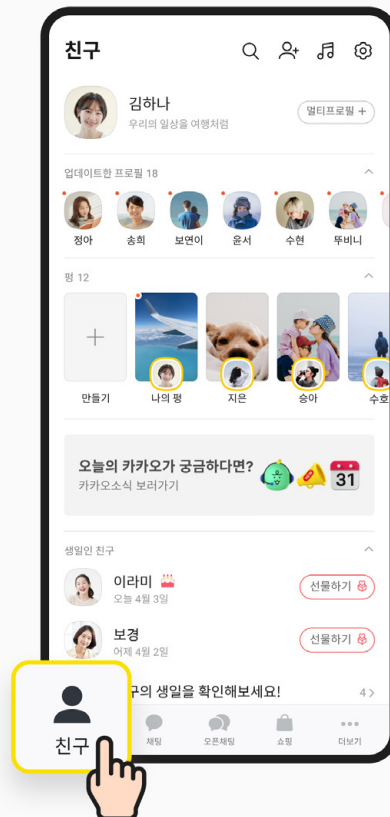 친구
김하나
우리의 일상을 여행처럼
멀티프로필 +
업데이트한 프로필 18
정아 송희 보연이 윤서 수현 뚜비니
펑 12
만들기 나의 펑 지은 승아 수호
오늘의 카카오가 궁금하다면?
카카오소식 보러가기
31
생일인 친구
이라미
오늘 4월 3일
선물하기
보경
어제 4월 2일
선물하기
구의 생일을 확인해보세요! 4
친구 채팅 오픈채팅 쇼핑 더보기